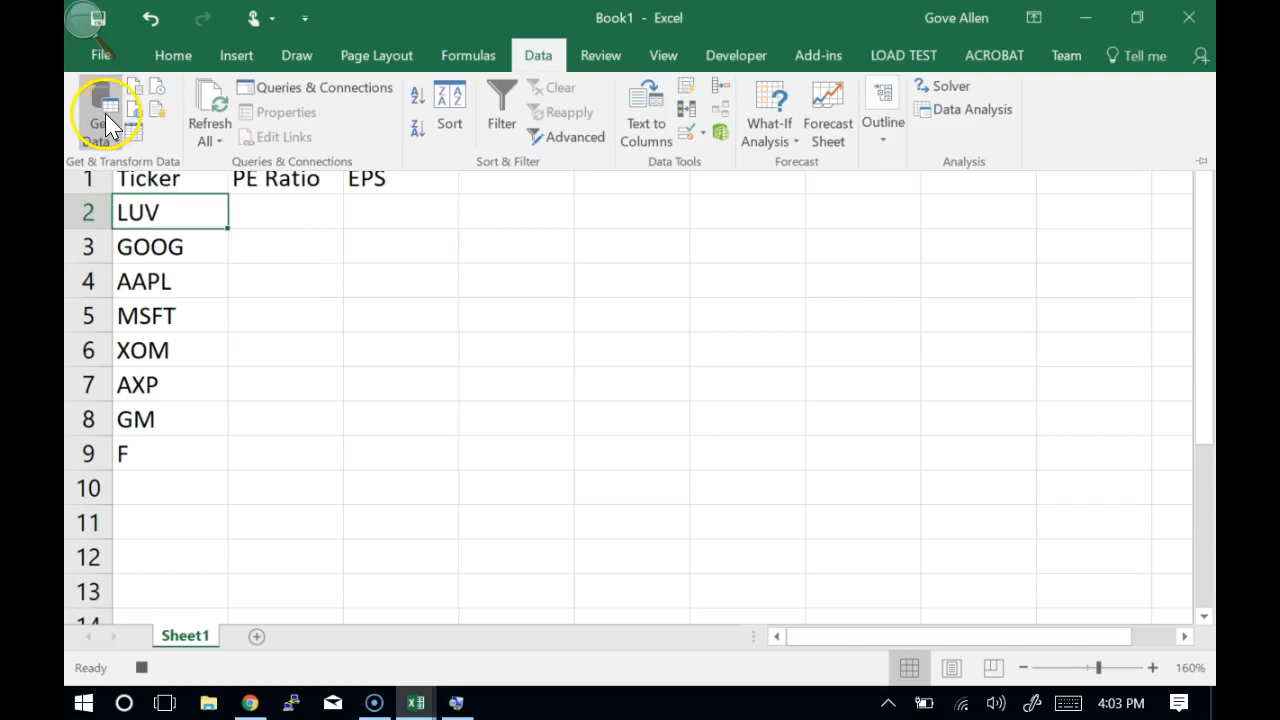 Book1 - Excel
Gove Allen
File Home Insert Draw Page Layout Formulas Data Review View Developer Add-ins LOAD TEST ACROBAT Team Tell me
Get Data
Refresh All
Queries & Connections
Properties
Edit Links
Sort
Filter
Clear
Reapply
Advanced
Text to Columns
What-If Analysis
Forecast Sheet
Outline
Solver
Data Analysis
Get & Transform Data Queries & Connections Sort & Filter Data Tools Forecast Analysis
1 Ticker PE Ratio EPS
2 LUV
3 GOOG
4 AAPL
5 MSFT
6 XOM
7 AXP
8 GM
9 F
10
11
12
13
14
Sheet1
Ready 160%
4:03 PM